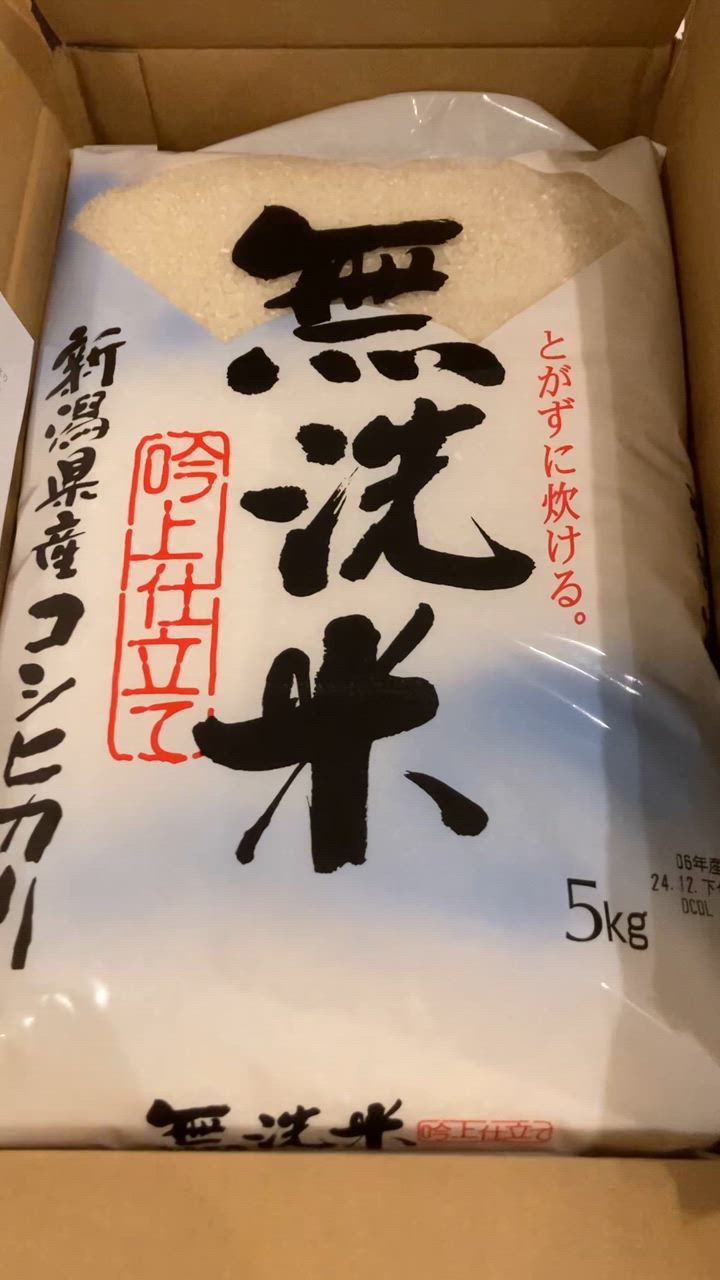 無洗米
とがずに炊ける。
吟上仕立て
新潟県産コシヒカリ
5kg
06年産
24.12.下
DCDL
無洗米
吟上仕立て